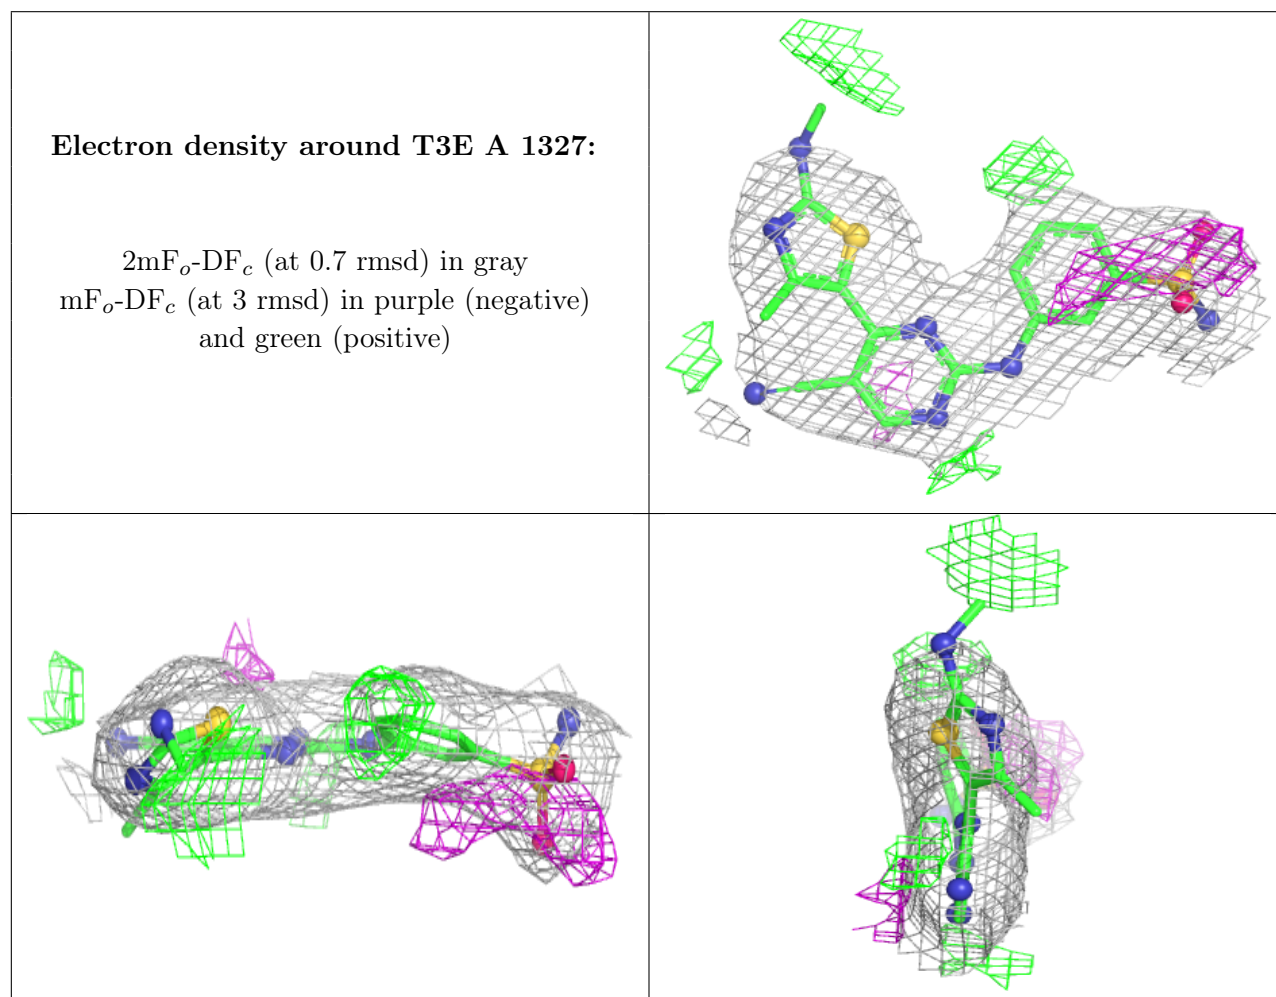 Electron density around T3E A 1327:
2mFo-DFc (at 0.7 rmsd) in gray
mFo-DFc (at 3 rmsd) in purple (negative)
and green (positive)